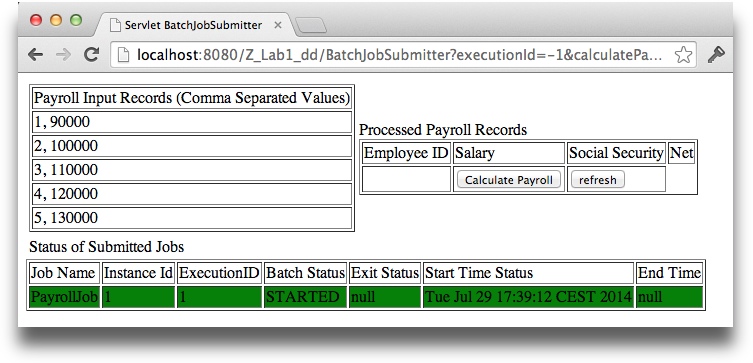 Servlet BatchJobSubmitter
localhost:8080/Z_Lab1_dd/BatchJobSubmitter?executionId=-1&calculatePa...
Payroll Input Records (Comma Separated Values)
1, 90000
2, 100000
3, 110000
4, 120000
5, 130000
Processed Payroll Records
Employee ID Salary Social Security Net
Calculate Payroll refresh
Status of Submitted Jobs
Job Name Instance Id ExecutionID Batch Status Exit Status Start Time Status End Time
PayrollJob 1 1 STARTED null Tue Jul 29 17:39:12 CEST 2014 null